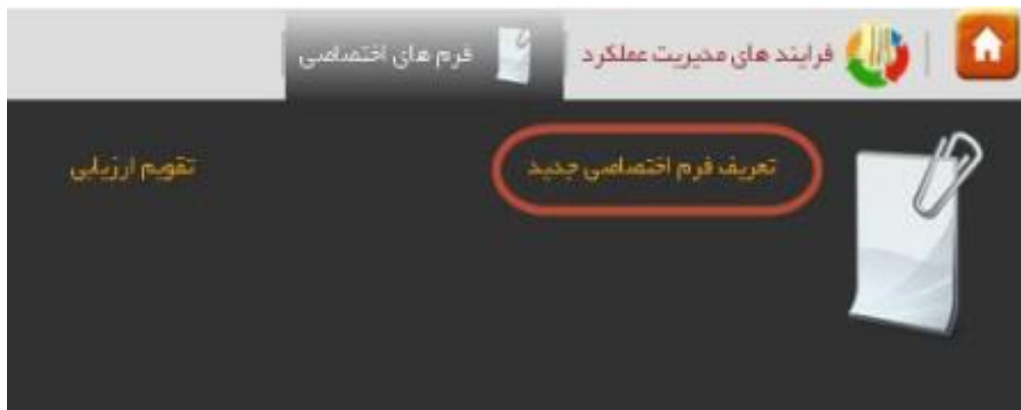 فرایند های مدیریت عملکرد
فرم های اختصاصی
تعریف فرم اختصاصی جدید
تقویم ارزیابی